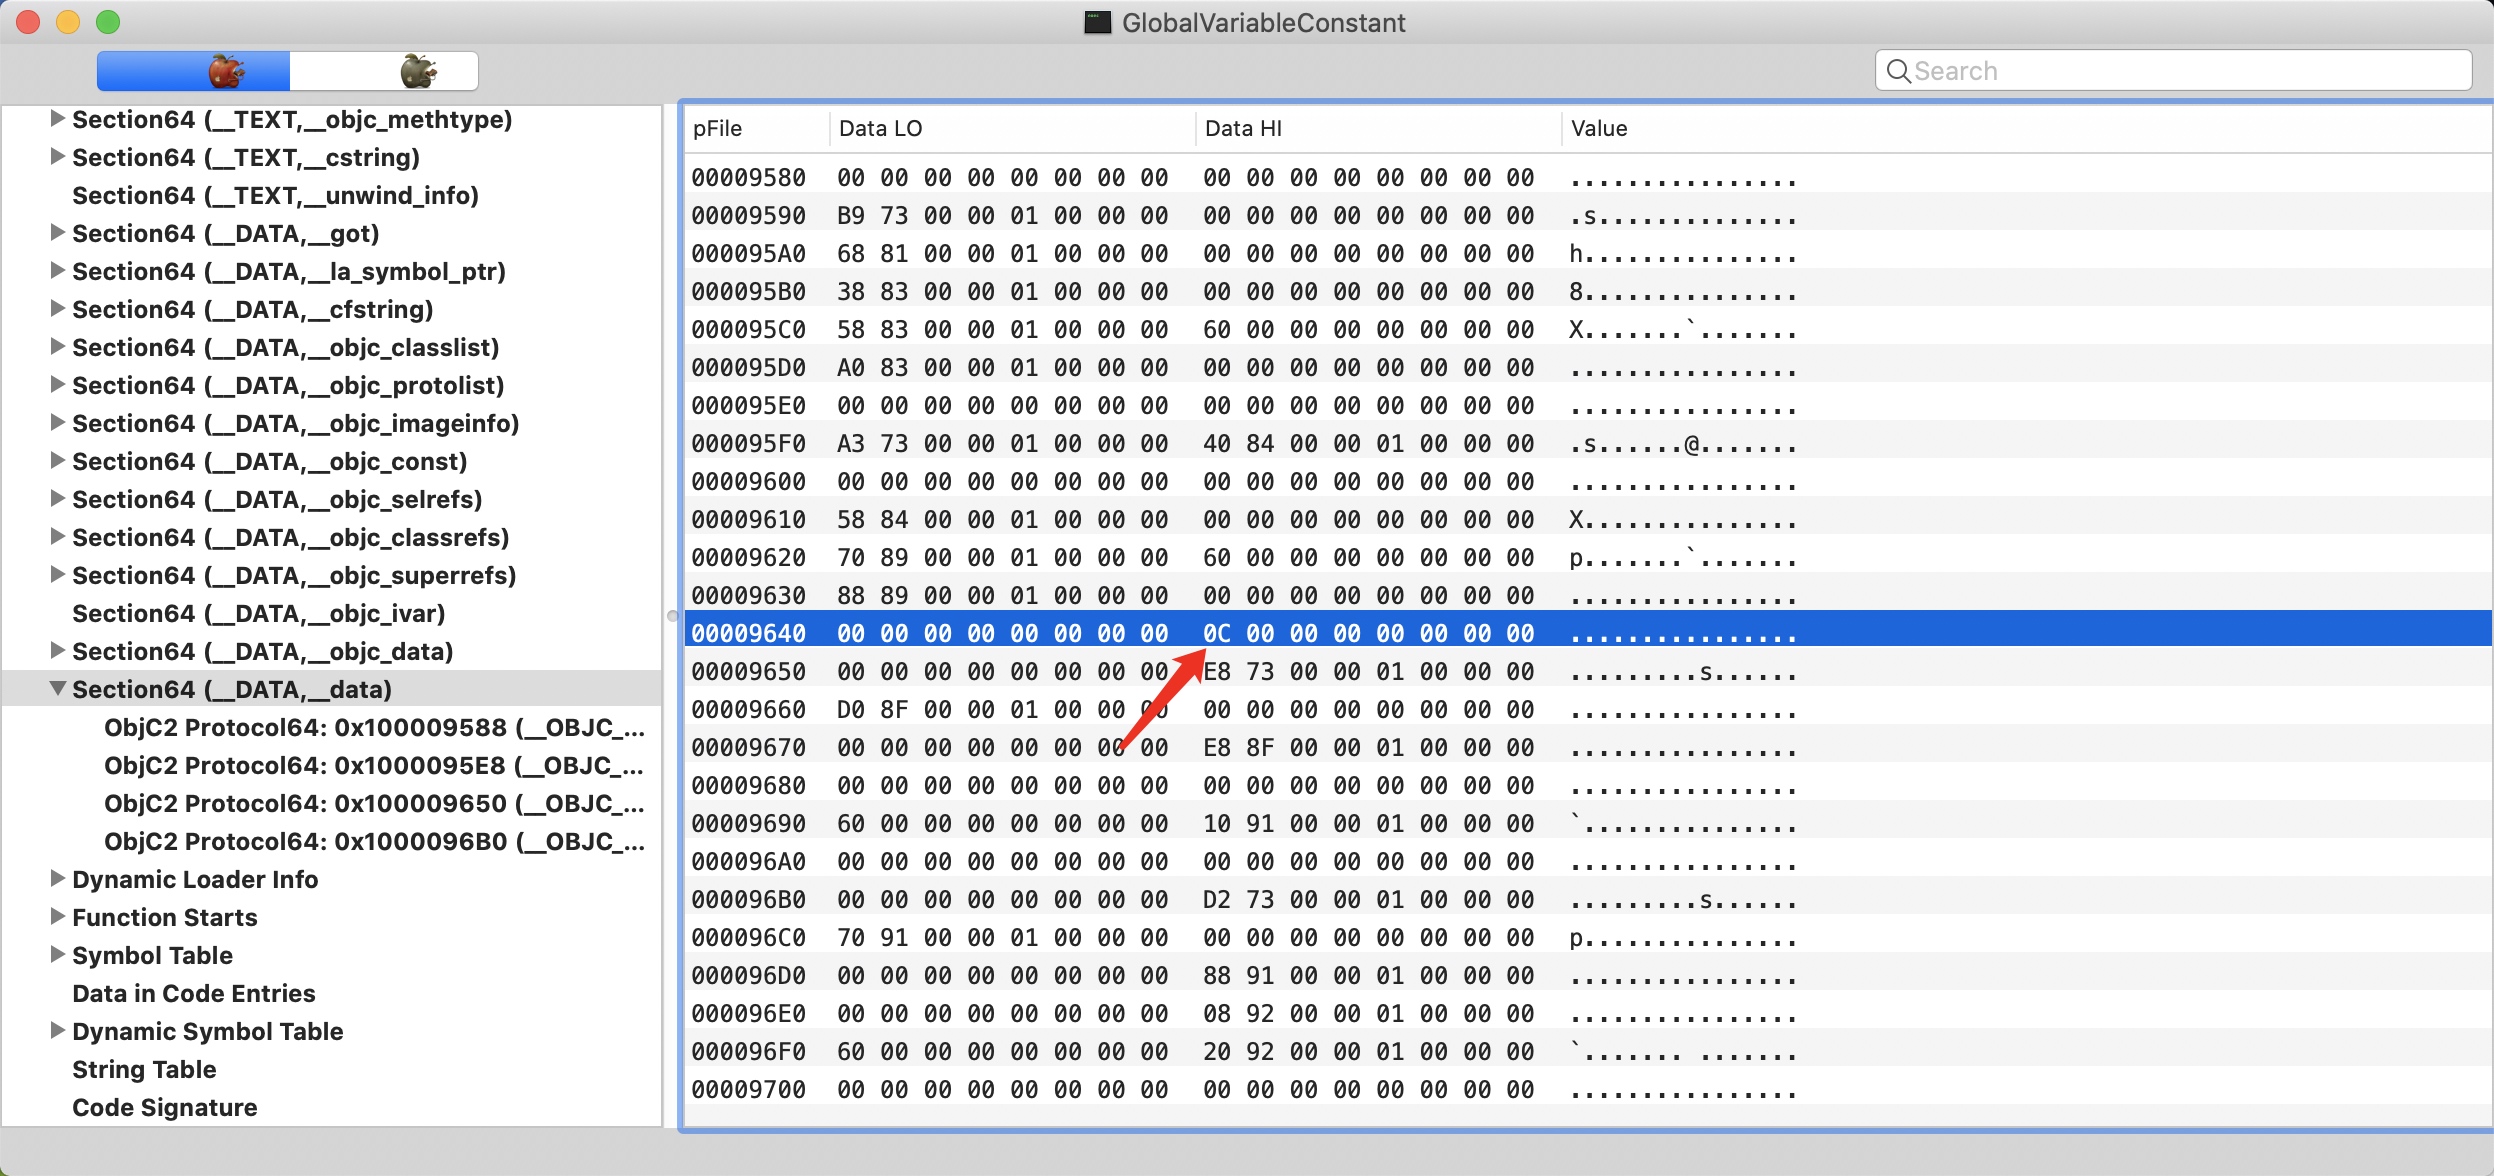 GlobalVariableConstant
Search
Section64 (__TEXT,__objc_methtype)
Section64 (__TEXT,__cstring)
Section64 (__TEXT,__unwind_info)
Section64 (__DATA,__got)
Section64 (__DATA,__la_symbol_ptr)
Section64 (__DATA,__cfstring)
Section64 (__DATA,__objc_classlist)
Section64 (__DATA,__objc_protolist)
Section64 (__DATA,__objc_imageinfo)
Section64 (__DATA,__objc_const)
Section64 (__DATA,__objc_selrefs)
Section64 (__DATA,__objc_classrefs)
Section64 (__DATA,__objc_superrefs)
Section64 (__DATA,__objc_ivar)
Section64 (__DATA,__objc_data)
Section64 (__DATA,__data)
ObjC2 Protocol64: 0x100009588 (__OBJC_...
ObjC2 Protocol64: 0x1000095E8 (__OBJC_...
ObjC2 Protocol64: 0x100009650 (__OBJC_...
ObjC2 Protocol64: 0x1000096B0 (__OBJC_...
Dynamic Loader Info
Function Starts
Symbol Table
Data in Code Entries
Dynamic Symbol Table
String Table
Code Signature
pFile Data LO Data HI Value
00009580 00 00 00 00 00 00 00 00 00 00 00 00 00 00 00 00 ................
00009590 B9 73 00 00 01 00 00 00 00 00 00 00 00 00 00 00 .s..............
000095A0 68 81 00 00 01 00 00 00 00 00 00 00 00 00 00 00 h...............
000095B0 38 83 00 00 01 00 00 00 00 00 00 00 00 00 00 00 8...............
000095C0 58 83 00 00 01 00 00 00 60 00 00 00 00 00 00 00 X.......`.......
000095D0 A0 83 00 00 01 00 00 00 00 00 00 00 00 00 00 00 ................
000095E0 00 00 00 00 00 00 00 00 00 00 00 00 00 00 00 00 ................
000095F0 A3 73 00 00 01 00 00 00 40 84 00 00 01 00 00 00 .s......@.......
00009600 00 00 00 00 00 00 00 00 00 00 00 00 00 00 00 00 ................
00009610 58 84 00 00 01 00 00 00 00 00 00 00 00 00 00 00 X...............
00009620 70 89 00 00 01 00 00 00 60 00 00 00 00 00 00 00 p.......`.......
00009630 88 89 00 00 01 00 00 00 00 00 00 00 00 00 00 00 ................
00009640 00 00 00 00 00 00 00 00 0C 00 00 00 00 00 00 00 ................
00009650 00 00 00 00 00 00 00 00 E8 73 00 00 01 00 00 00 .........s......
00009660 D0 8F 00 00 01 00 00 00 00 00 00 00 00 00 00 00 ................
00009670 00 00 00 00 00 00 00 00 E8 8F 00 00 01 00 00 00 ................
00009680 00 00 00 00 00 00 00 00 00 00 00 00 00 00 00 00 ................
00009690 60 00 00 00 00 00 00 00 10 91 00 00 01 00 00 00 `...............
000096A0 00 00 00 00 00 00 00 00 00 00 00 00 00 00 00 00 ................
000096B0 00 00 00 00 00 00 00 00 D2 73 00 00 01 00 00 00 .........s......
000096C0 70 91 00 00 01 00 00 00 00 00 00 00 00 00 00 00 p...............
000096D0 00 00 00 00 00 00 00 00 88 91 00 00 01 00 00 00 ................
000096E0 00 00 00 00 00 00 00 00 08 92 00 00 01 00 00 00 ................
000096F0 60 00 00 00 00 00 00 00 20 92 00 00 01 00 00 00 `....... .......
00009700 00 00 00 00 00 00 00 00 00 00 00 00 00 00 00 00 ................